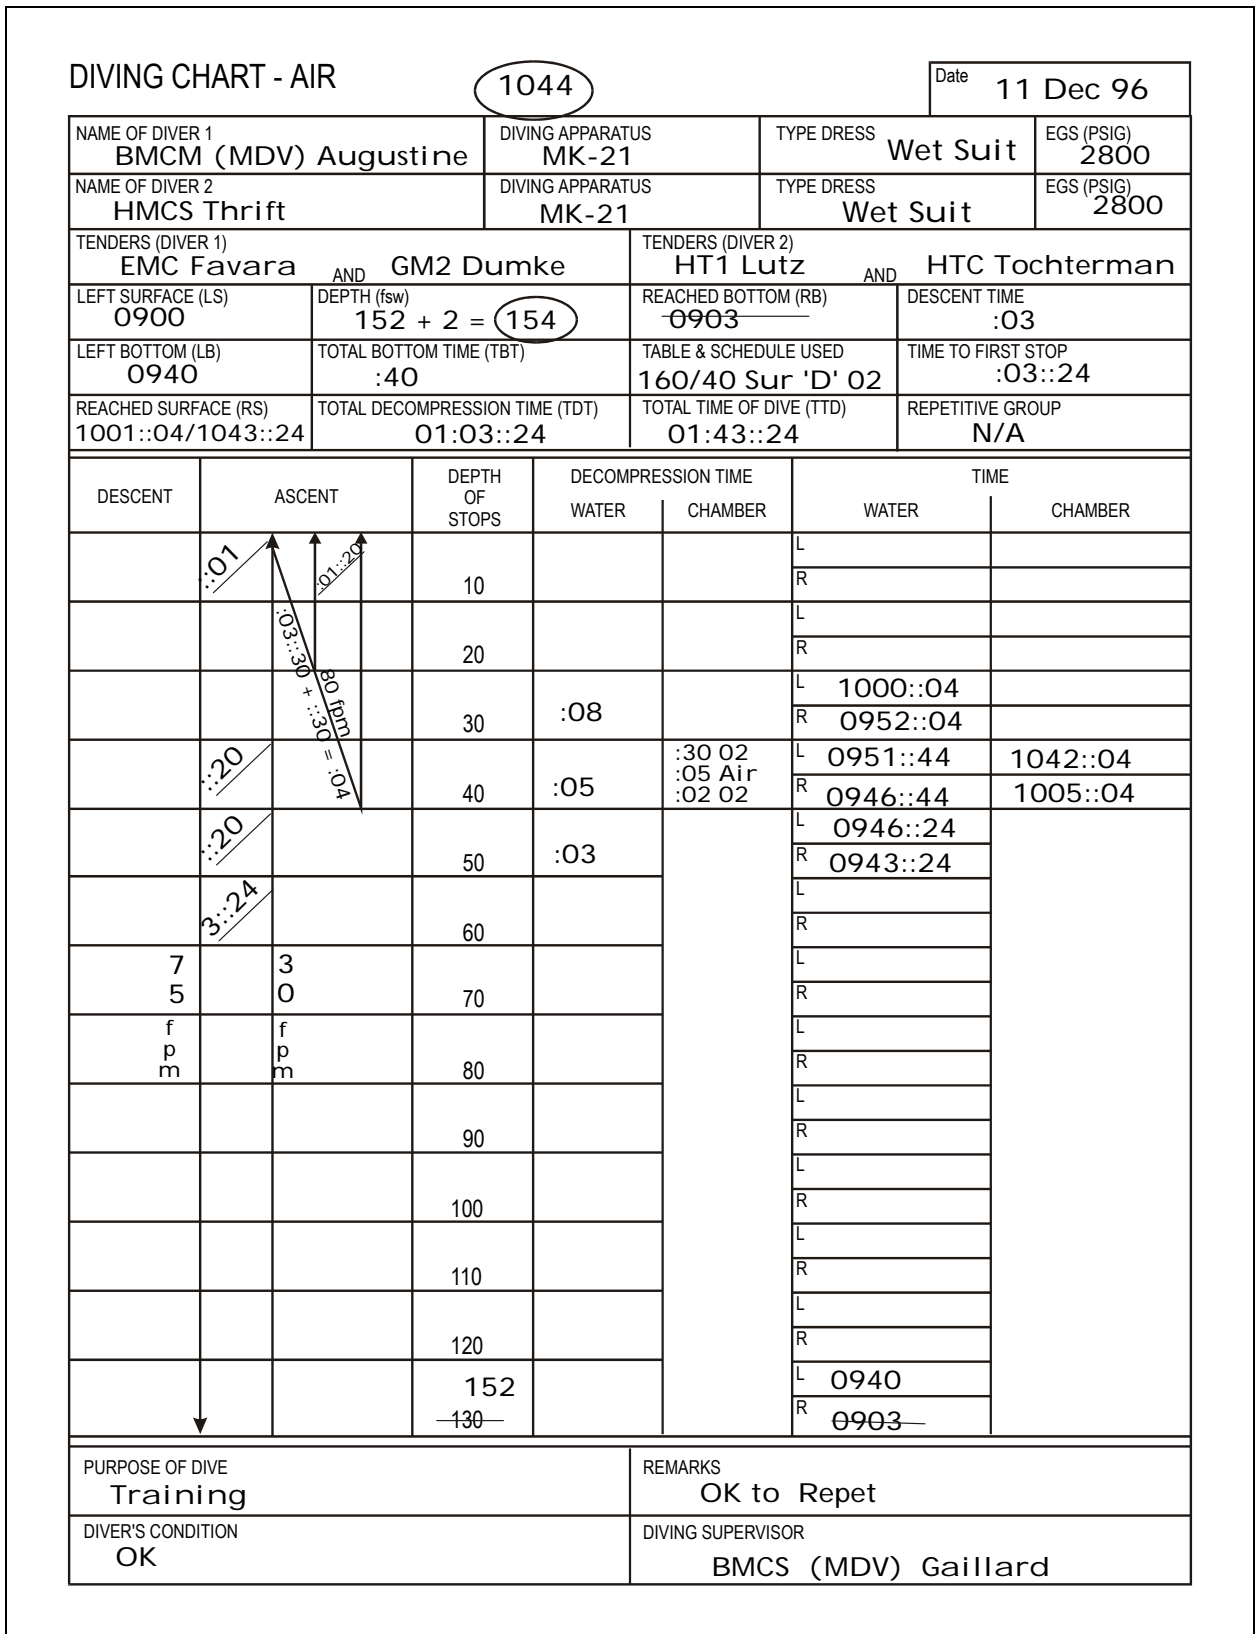 DIVING CHART - AIR 1044 Date 11 Dec 96
NAME OF DIVER 1 DIVING APPARATUS TYPE DRESS EGS (PSIG)
BMCM (MDV) Augustine MK-21 Wet Suit 2800
NAME OF DIVER 2 DIVING APPARATUS TYPE DRESS EGS (PSIG)
HMCS Thrift MK-21 Wet Suit 2800
TENDERS (DIVER 1) TENDERS (DIVER 2)
EMC Favara AND GM2 Dumke HT1 Lutz AND HTC Tochterman
LEFT SURFACE (LS) DEPTH (fsw) REACHED BOTTOM (RB) DESCENT TIME
0900 152 + 2 = 154 0903 :03
LEFT BOTTOM (LB) TOTAL BOTTOM TIME (TBT) TABLE & SCHEDULE USED TIME TO FIRST STOP
0940 :40 160/40 Sur 'D' 02 :03::24
REACHED SURFACE (RS) TOTAL DECOMPRESSION TIME (TDT) TOTAL TIME OF DIVE (TTD) REPETITIVE GROUP
1001::04/1043::24 01:03::24 01:43::24 N/A
DESCENT ASCENT DEPTH OF STOPS DECOMPRESSION TIME TIME
WATER CHAMBER WATER CHAMBER
::01 :01::20 L
10 R
:03::30 + ::30 = :04 L
20 R
80 fpm L 1000::04
30 :08 R 0952::04
::20 :30 02 L 0951::44 1042::04
:05 Air
40 :05 :02 02 R 0946::44 1005::04
::20 L 0946::24
50 :03 R 0943::24
3::24 L
60 R
75 fpm 30 fpm L
70 R
L
80 R
L
90 R
L
100 R
L
110 R
L
120 R
152 L 0940
130 R 0903
PURPOSE OF DIVE REMARKS
Training OK to Repet
DIVER'S CONDITION DIVING SUPERVISOR
OK BMCS (MDV) Gaillard